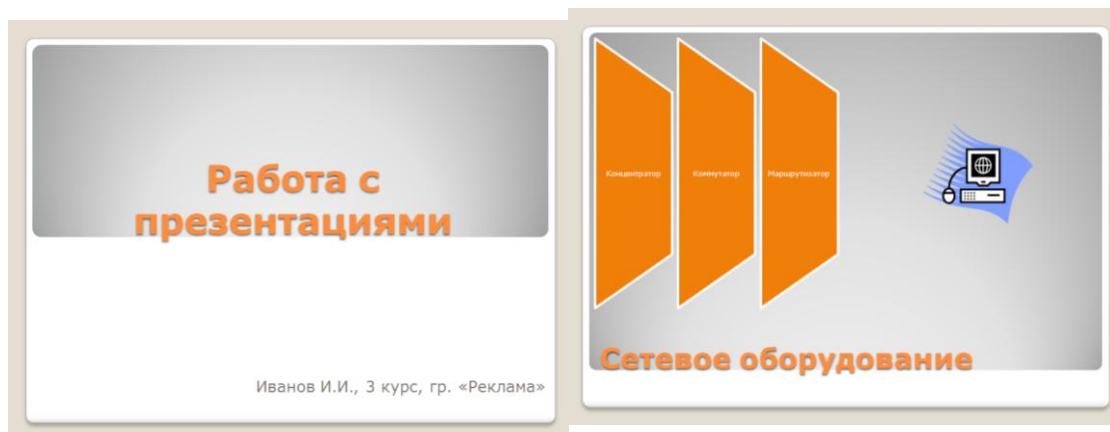 Работа с
презентациями
Иванов И.И., 3 курс, гр. «Реклама»
Концентратор
Коммутатор
Маршрутизатор
Сетевое оборудование